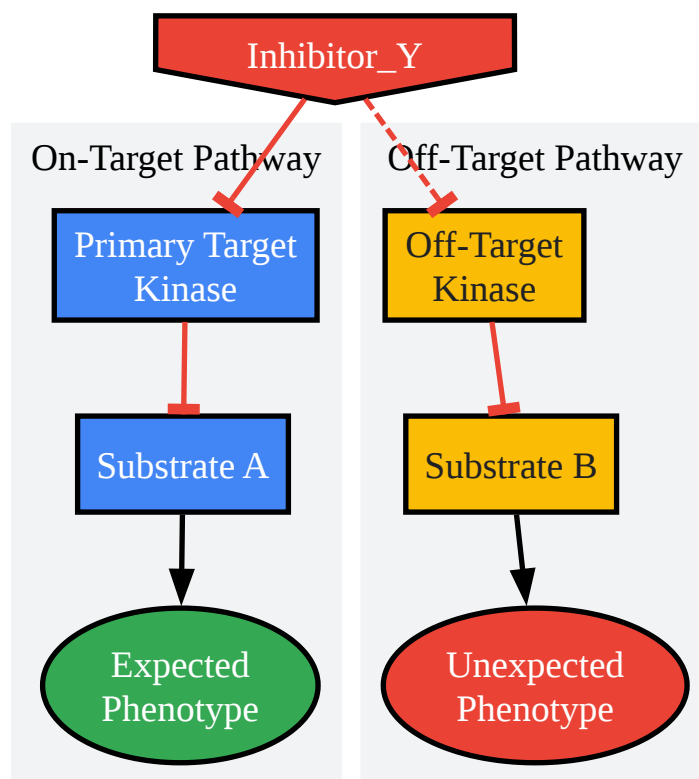 Inhibitor_Y
On-Target Pathway
Off-Target Pathway
Primary Target
Kinase
Off-Target
Kinase
Substrate A
Substrate B
Expected
Phenotype
Unexpected
Phenotype